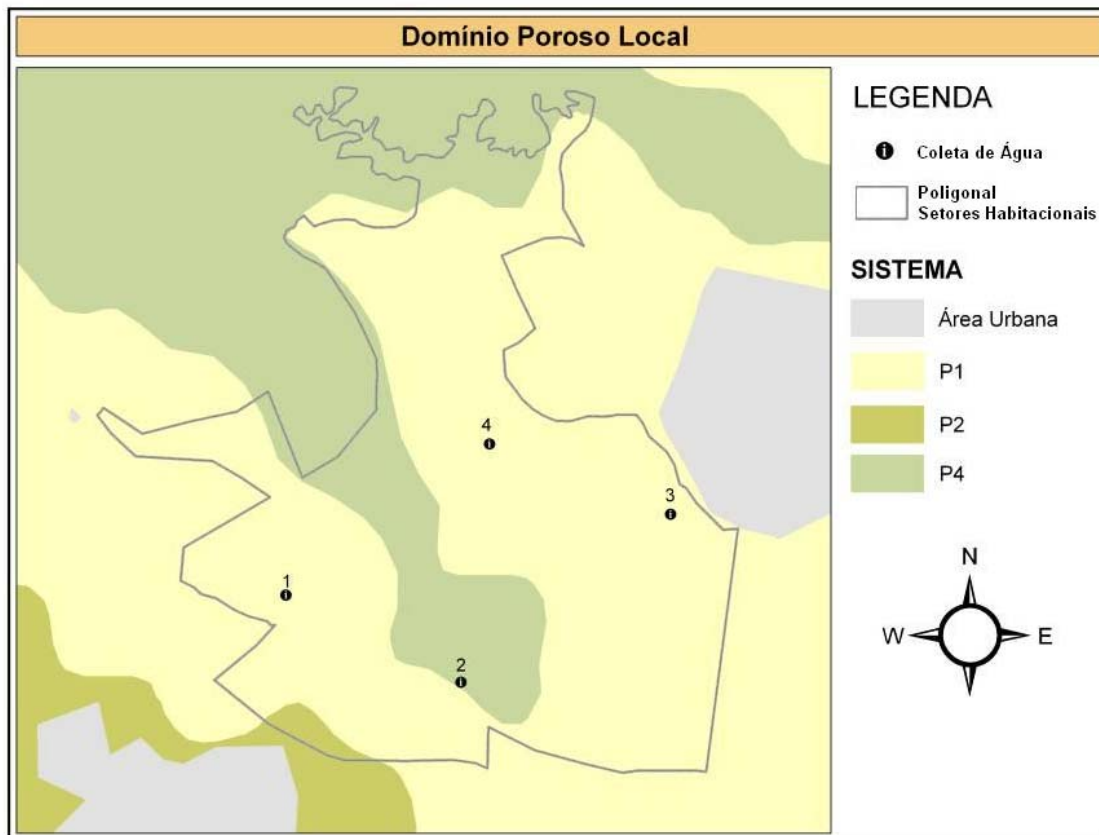 Domínio Poroso Local
LEGENDA
Coleta de Água
Poligonal
Setores Habitacionais
SISTEMA
Área Urbana
P1
P2
P4
N
W
E
4
3
1
2